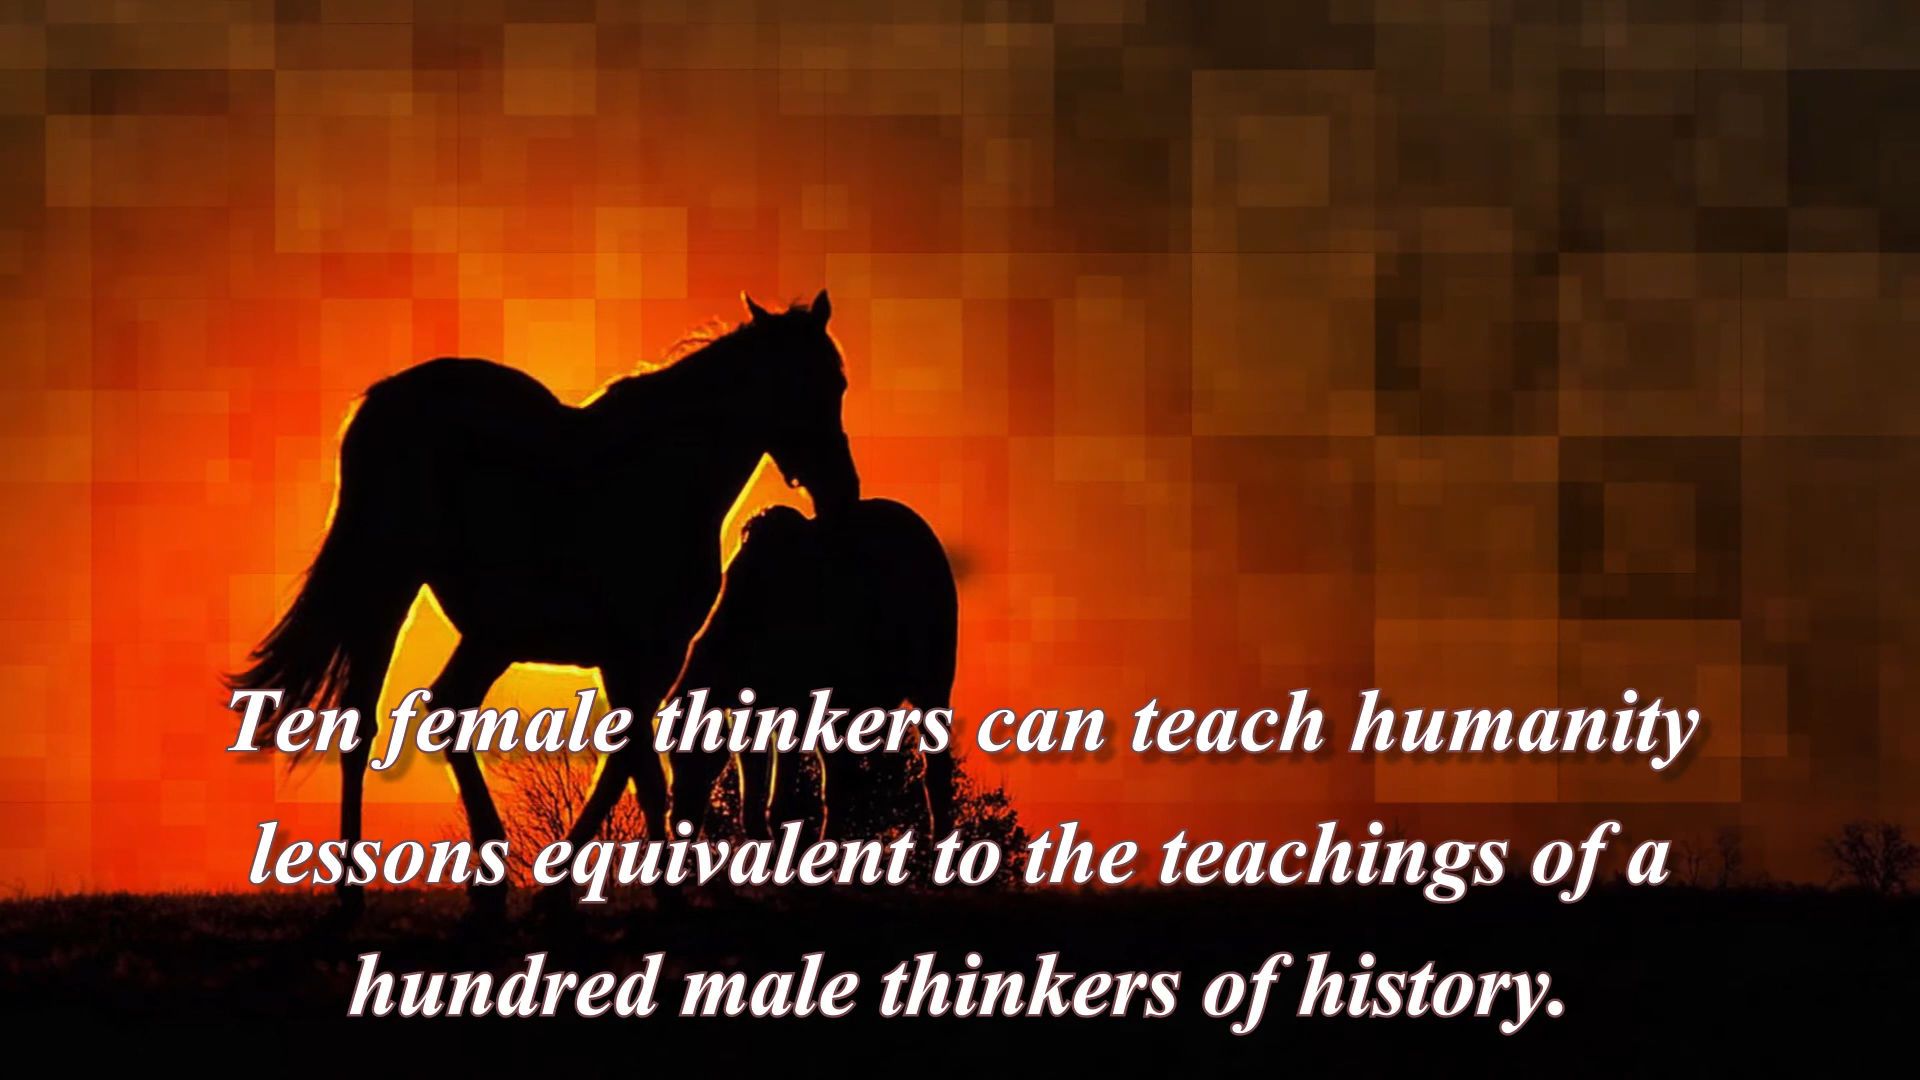 Ten female thinkers can teach humanity
lessons equivalent to the teachings of a
hundred male thinkers of history.